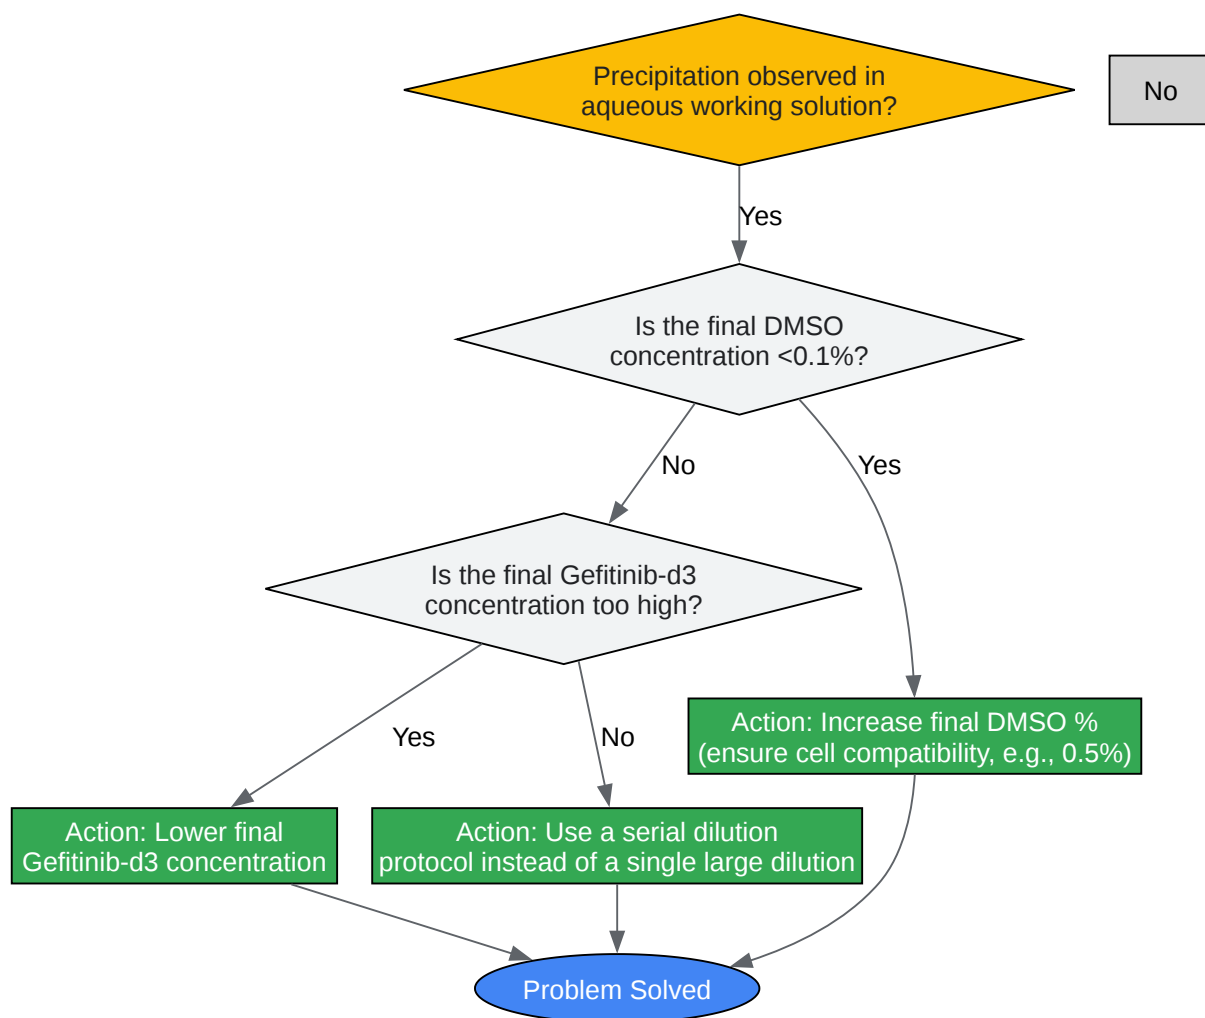 Precipitation observed in
aqueous working solution?
No
Yes
Is the final DMSO
concentration <0.1%?
No
Yes
Is the final Gefitinib-d3
concentration too high?
Yes
No
Action: Increase final DMSO %
(ensure cell compatibility, e.g., 0.5%)
Action: Lower final
Gefitinib-d3 concentration
Action: Use a serial dilution
protocol instead of a single large dilution
Problem Solved